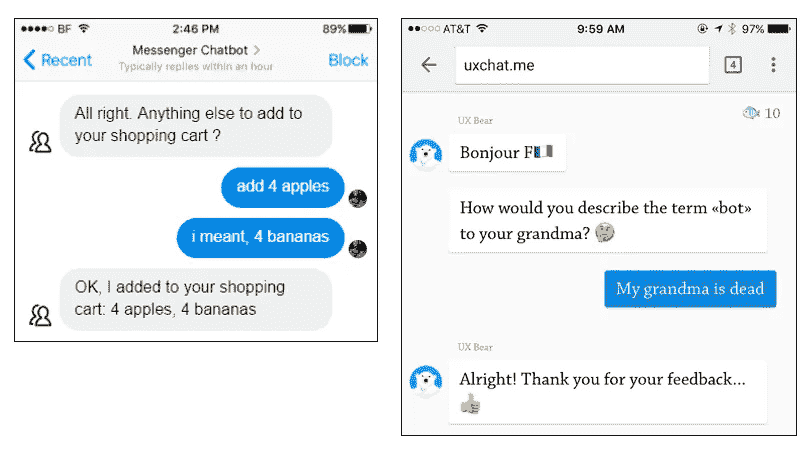 BF 2:46 PM 89%
Recent Messenger Chatbot Block
Typically replies within an hour
All right. Anything else to add to
your shopping cart ?
add 4 apples
i meant, 4 bananas
OK, I added to your shopping
cart: 4 apples, 4 bananas
AT&T 9:59 AM 97%
uxchat.me 4
10
UX Bear
Bonjour F
How would you describe the term «bot»
to your grandma? 🤔
My grandma is dead
UX Bear
Alright! Thank you for your feedback...
👍